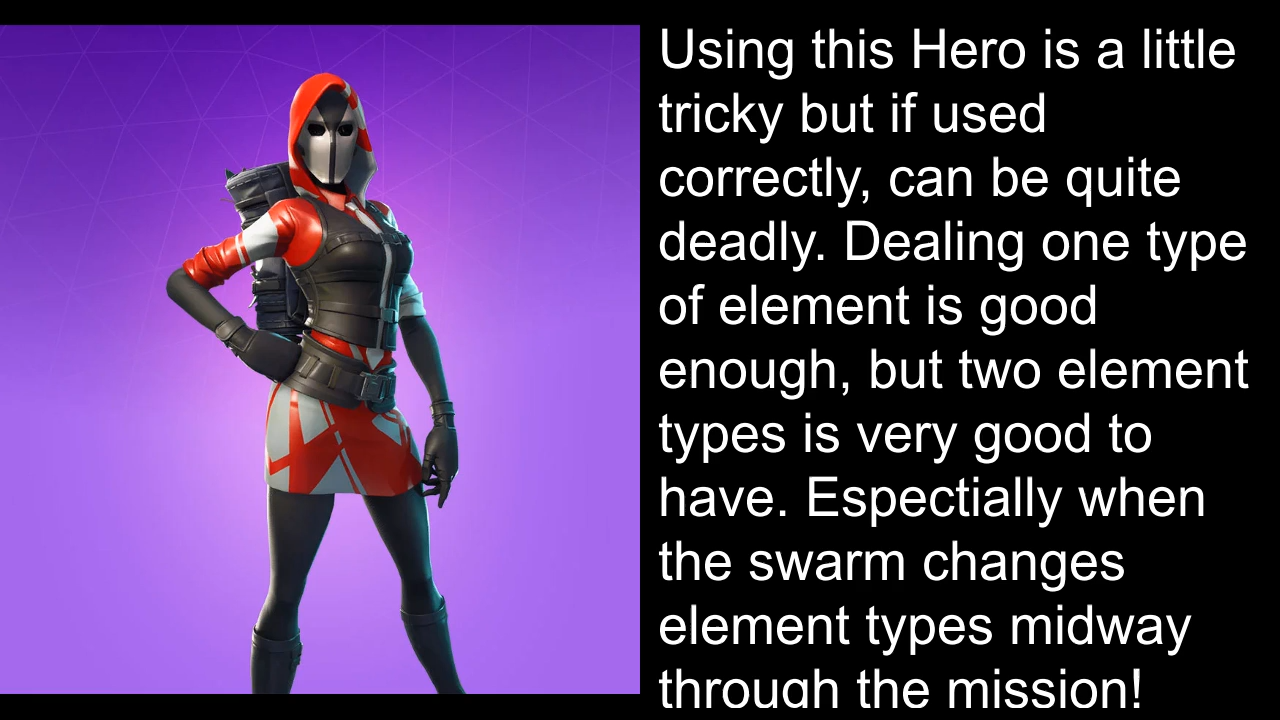 Using this Hero is a little
tricky but if used
correctly, can be quite
deadly. Dealing one type
of element is good
enough, but two element
types is very good to
have. Espectially when
the swarm changes
element types midway
through the mission!